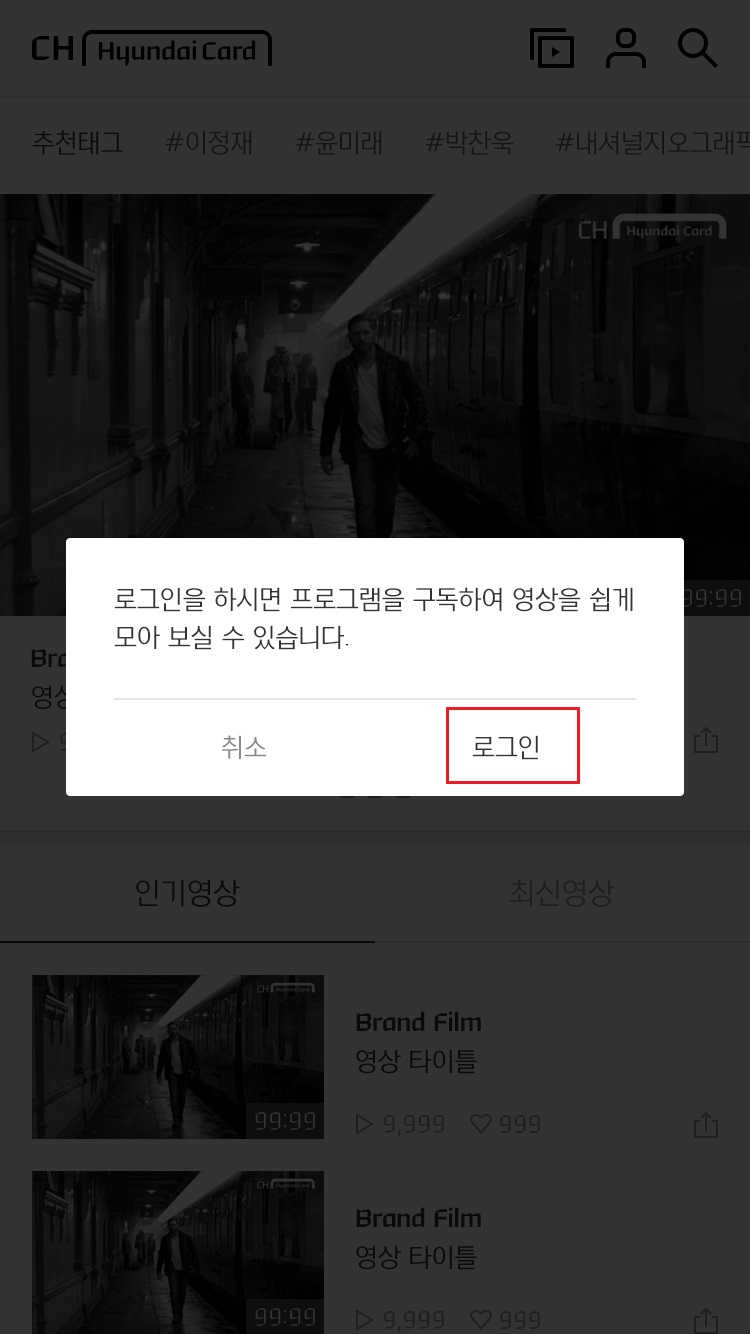 CH Hyundai Card
추천태그 #이정재 #윤미래 #박찬욱 #내셔널지오그래픽
CH Hyundai Card
99:99
로그인을 하시면 프로그램을 구독하여 영상을 쉽게
모아 보실 수 있습니다.
취소 로그인
인기영상 최신영상
CH Hyundai Card
99:99
Brand Film
영상 타이틀
9,999 999
CH Hyundai Card
99:99
Brand Film
영상 타이틀
9,999 999